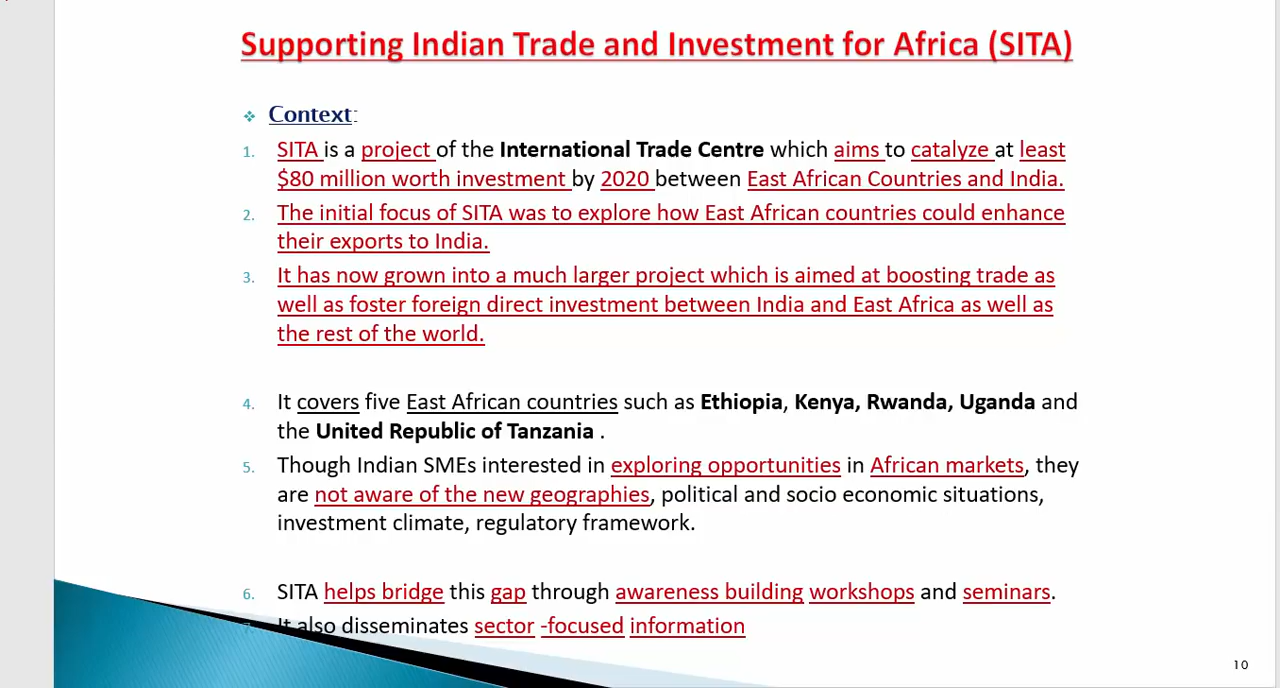 Supporting Indian Trade and Investment for Africa (SITA)
Context:
1. SITA is a project of the International Trade Centre which aims to catalyze at least
$80 million worth investment by 2020 between East African Countries and India.
2. The initial focus of SITA was to explore how East African countries could enhance
their exports to India.
3. It has now grown into a much larger project which is aimed at boosting trade as
well as foster foreign direct investment between India and East Africa as well as
the rest of the world.
4. It covers five East African countries such as Ethiopia, Kenya, Rwanda, Uganda and
the United Republic of Tanzania .
5. Though Indian SMEs interested in exploring opportunities in African markets, they
are not aware of the new geographies, political and socio economic situations,
investment climate, regulatory framework.
6. SITA helps bridge this gap through awareness building workshops and seminars.
7. It also disseminates sector -focused information
10